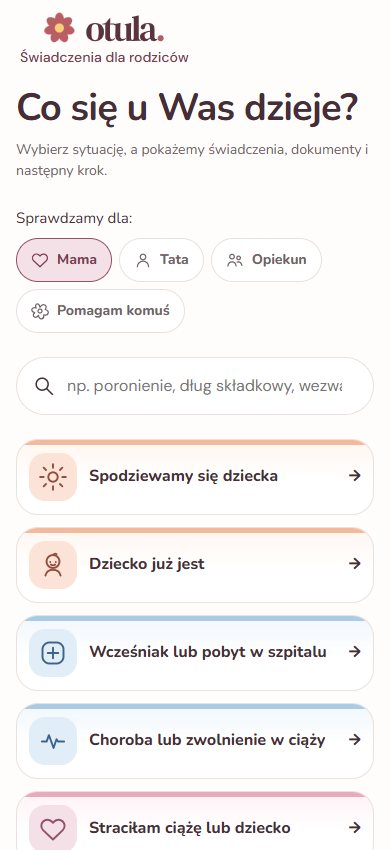 otula.
Świadczenia dla rodziców
Co się u Was dzieje?
Wybierz sytuację, a pokażemy świadczenia, dokumenty i
następny krok.
Sprawdzamy dla:
Mama
Tata
Opiekun
Pomagam komuś
np. poronienie, dług składkowy,
Spodziewamy się dziecka
Dziecko już jest
Wcześniak lub pobyt w szpitalu
Choroba lub zwolnienie w ciąży
Straciłam ciążę lub dziecko